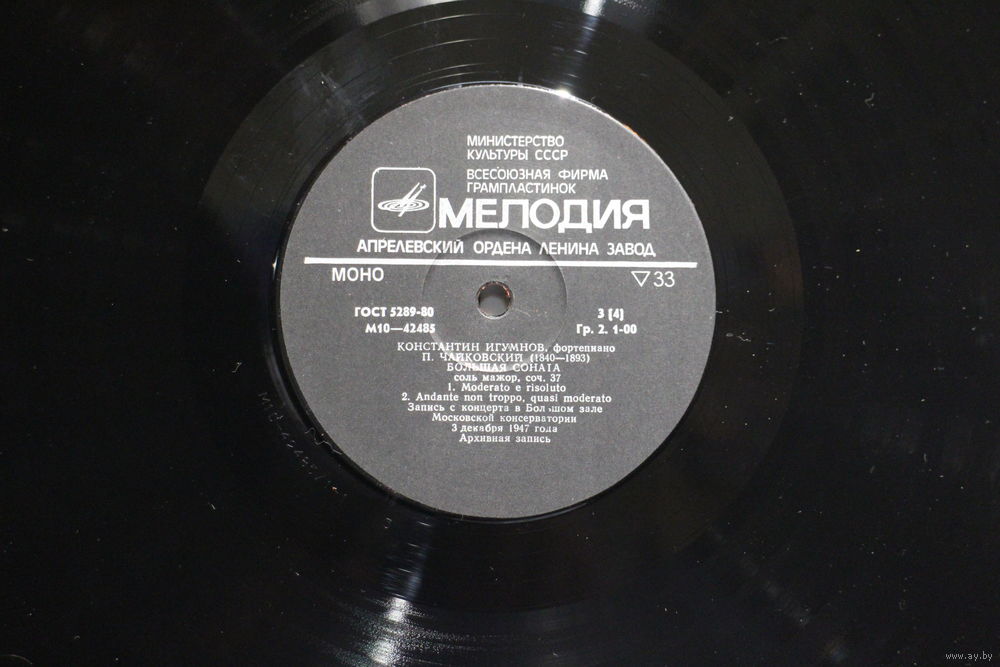 МИНИСТЕРСТВО
КУЛЬТУРЫ СССР
ВСЕСОЮЗНАЯ ФИРМА
ГРАМПЛАСТИНОК
МЕЛОДИЯ
АПРЕЛЕВСКИЙ ОРДЕНА ЛЕНИНА ЗАВОД
МОНО ▽33
ГОСТ 5289-80 3 [4]
М10—42485 Гр. 2. 1-00
КОНСТАНТИН ИГУМНОВ, фортепиано
П. ЧАЙКОВСКИЙ (1840—1893)
БОЛЬШАЯ СОНАТА
соль мажор, соч. 37
1. Moderato e risoluto
2. Andante non troppo, quasi moderato
Запись с концерта в Большом зале
Московской консерватории
3 декабря 1947 года
Архивная запись
www.ay.by